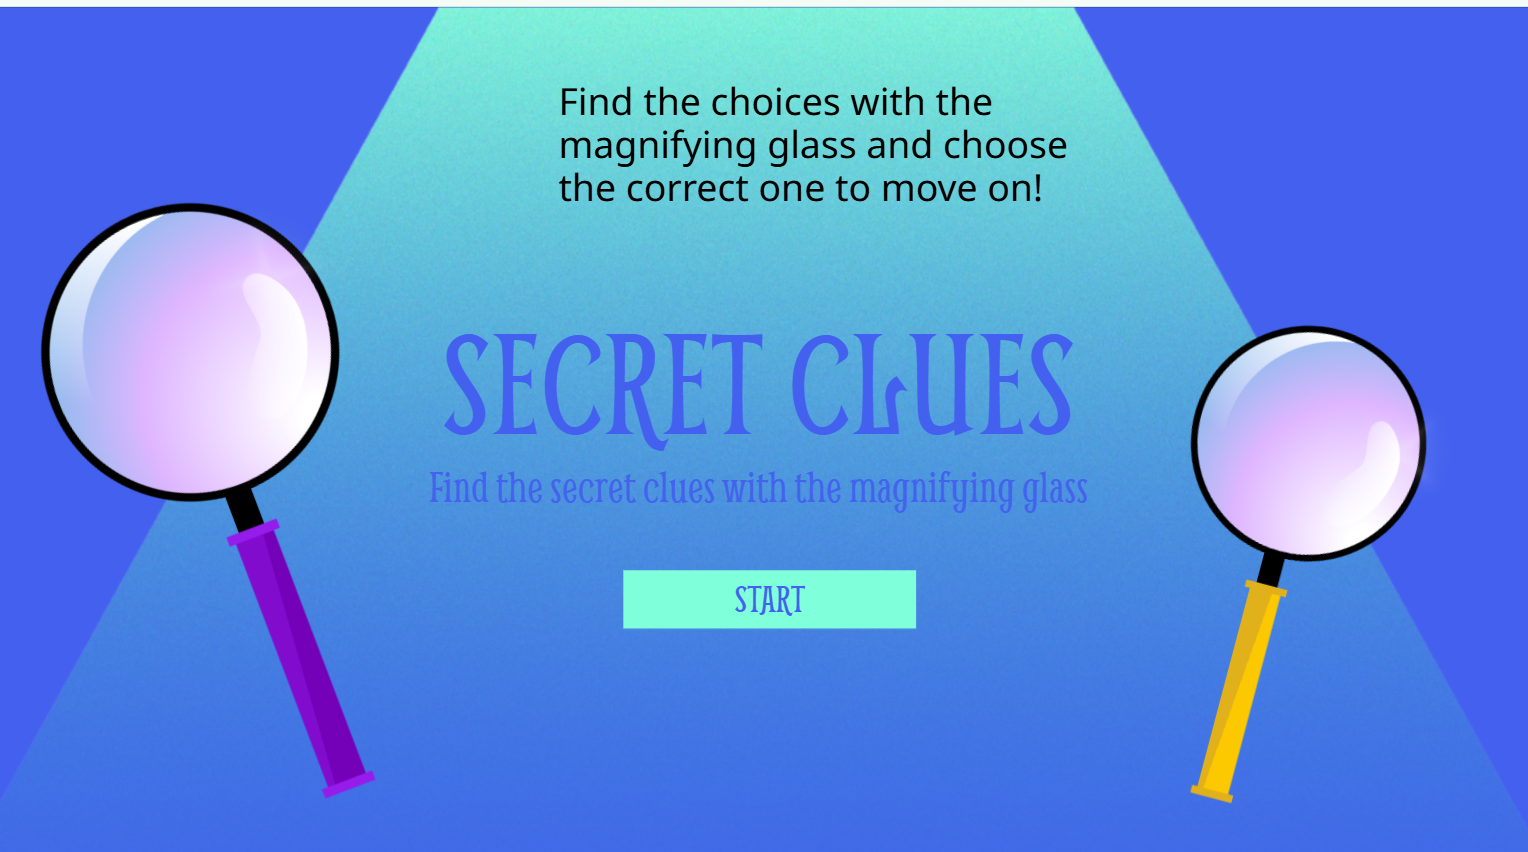 Find the choices with the
magnifying glass and choose
the correct one to move on!
SECRET CLUES
Find the secret clues with the magnifying glass
START